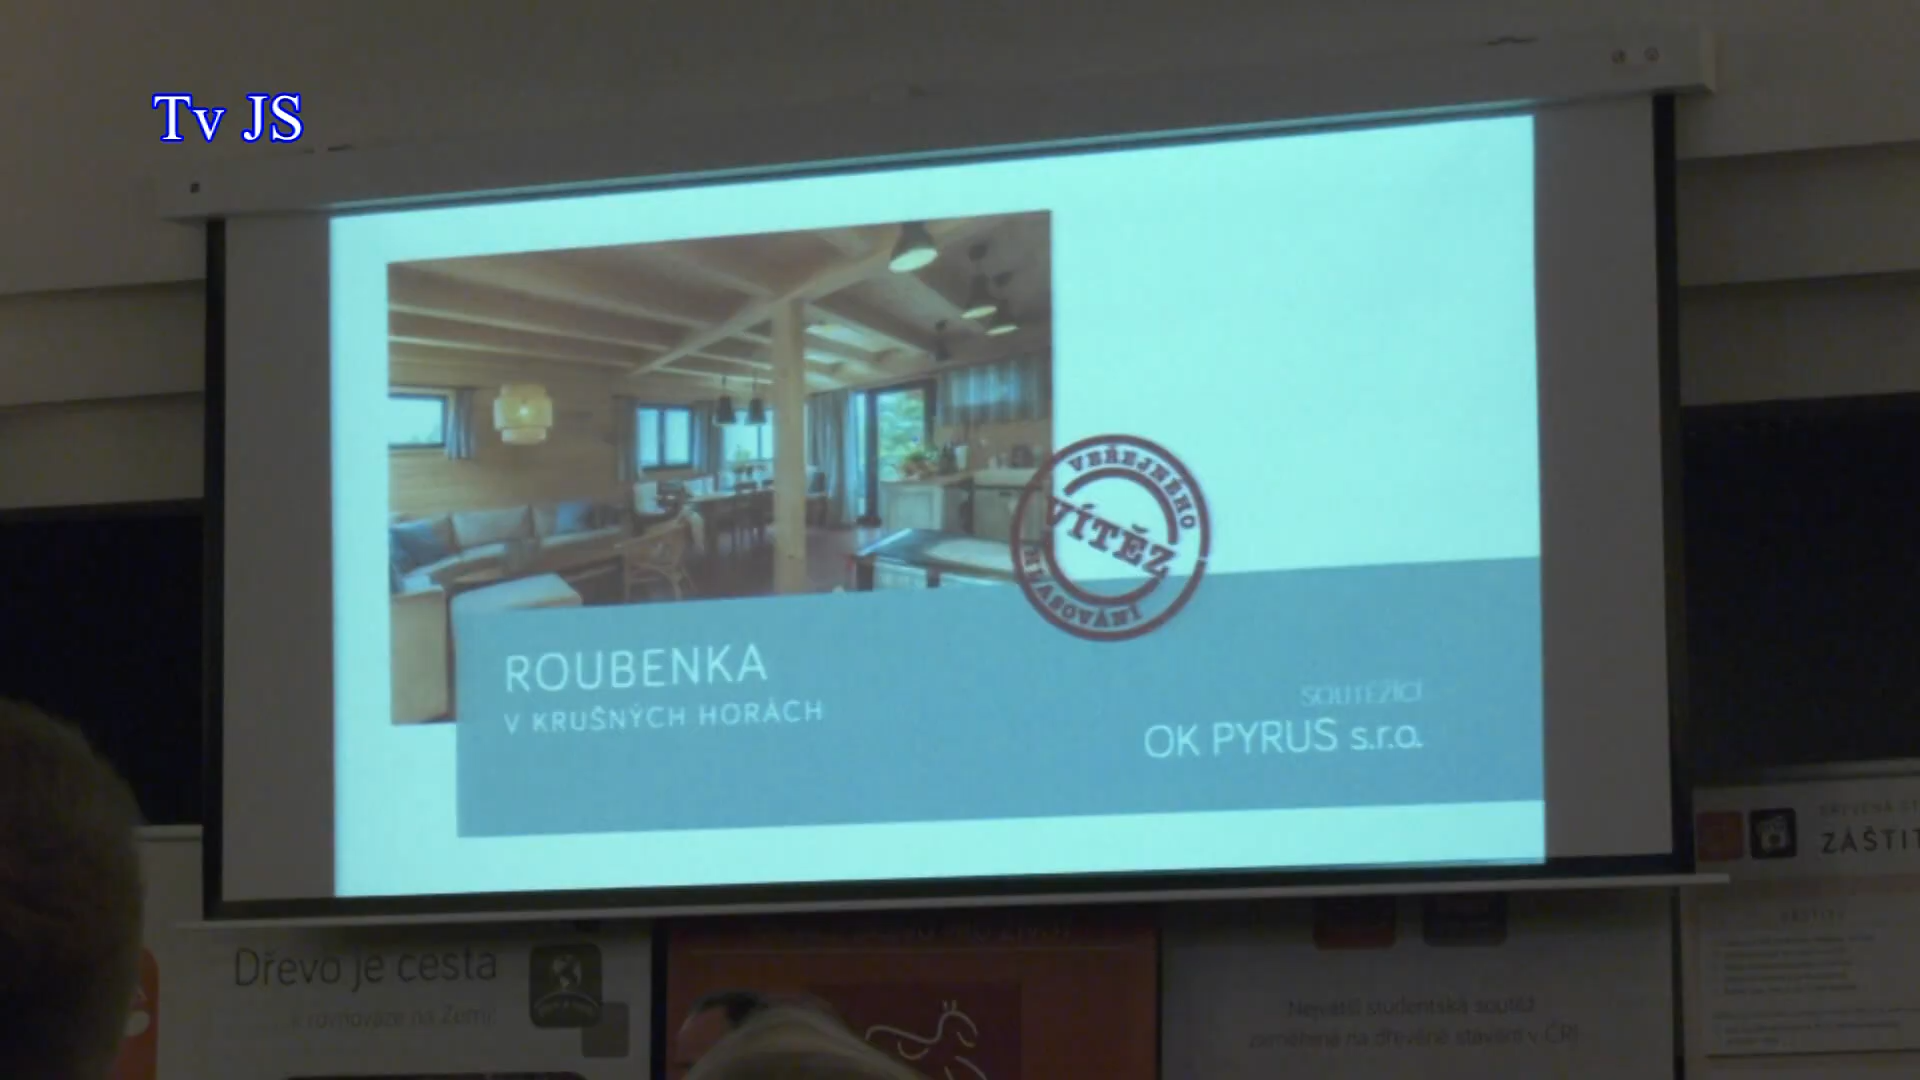 Tv JS
VEŘEJNÉHO
VÍTĚZ
HLASOVÁNÍ
ROUBENKA
V KRUŠNÝCH HORÁCH
SOUTĚŽÍCÍ
OK PYRUS s.r.o.
ZÁŠTIT
Dřevo je cesta
k rovnováze na Zemi
Největší studentská soutěž
zaměřená na dřevěné stavění v ČR!